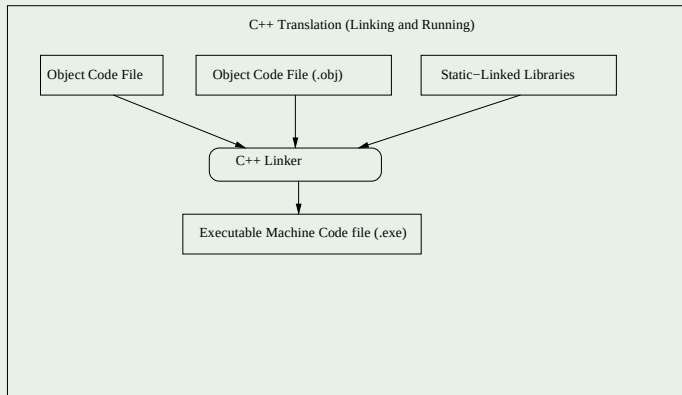 C++ Translation (Linking and Running)
Object Code File
Object Code File (.obj)
Static−Linked Libraries
C++ Linker
Executable Machine Code file (.exe)